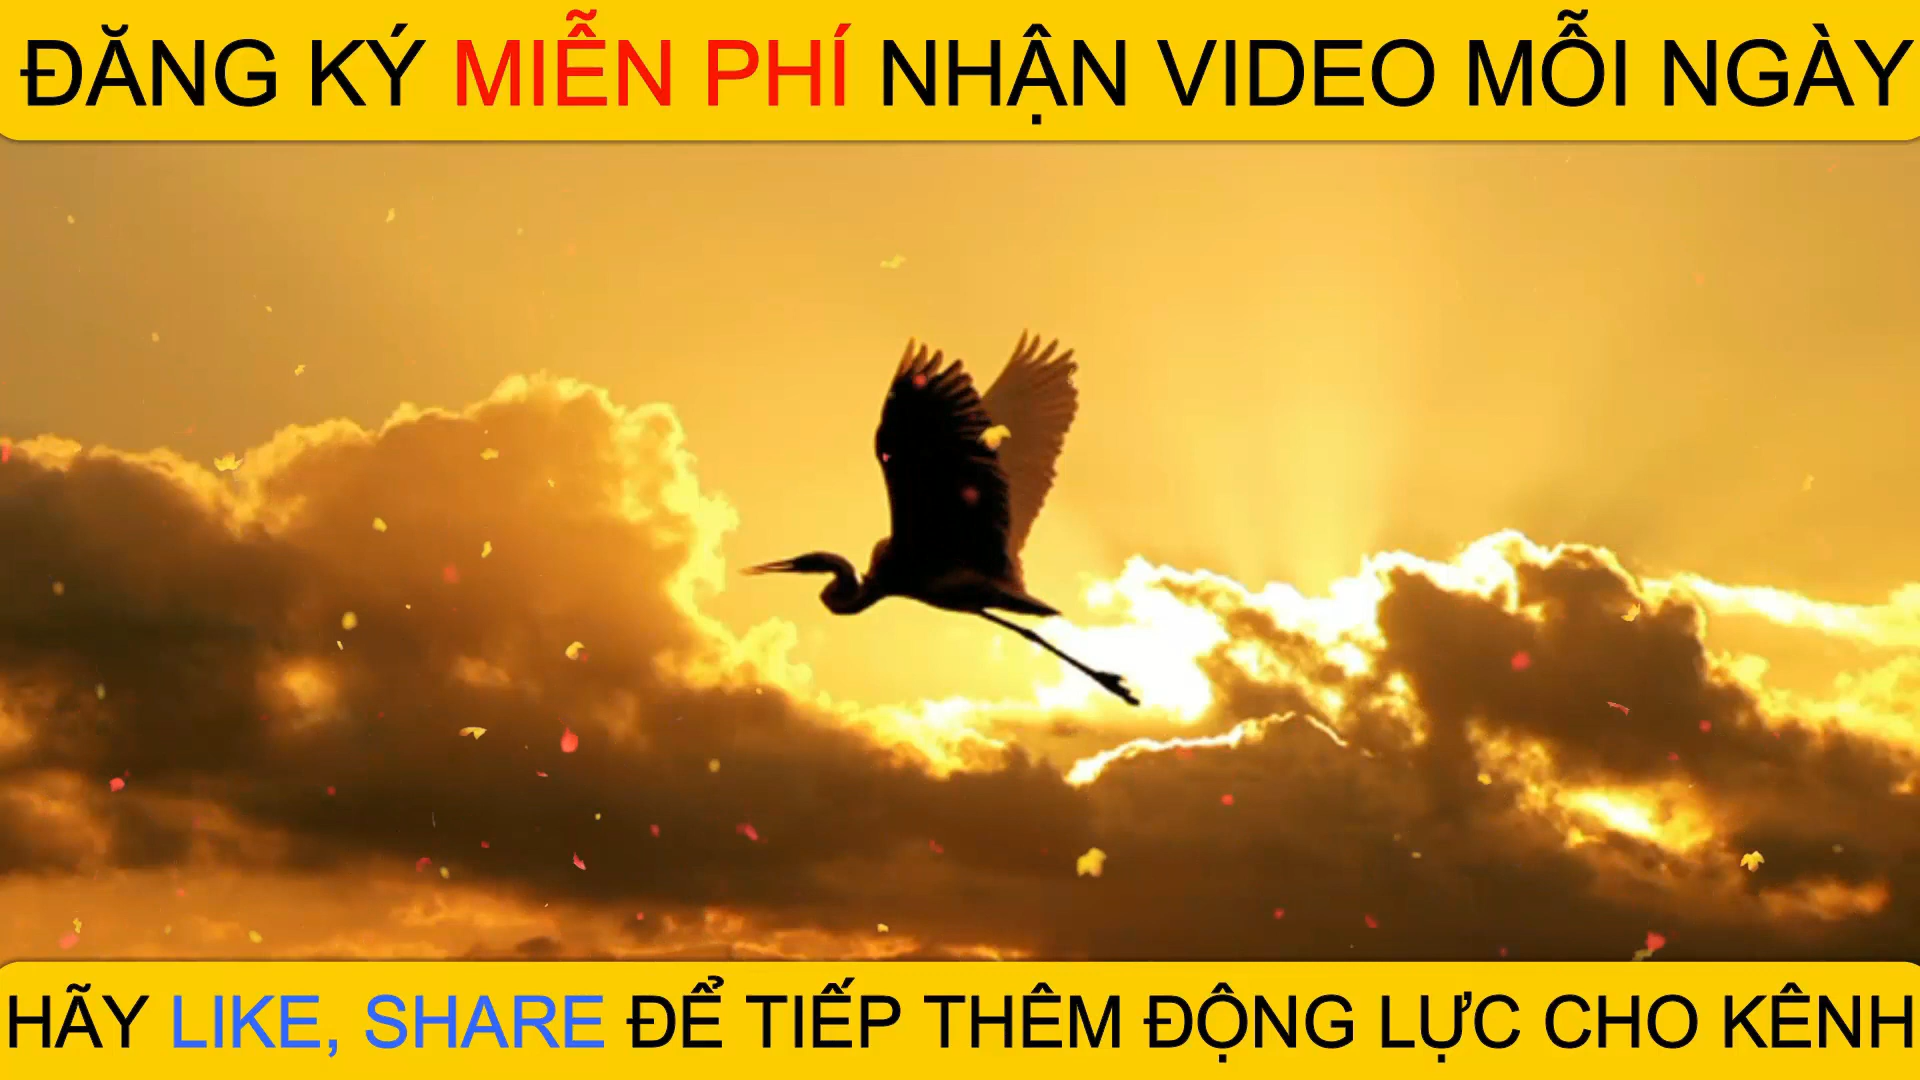 ĐĂNG KÝ MIỄN PHÍ NHẬN VIDEO MỖI NGÀY
HÃY LIKE, SHARE ĐỂ TIẾP THÊM ĐỘNG LỰC CHO KÊNH